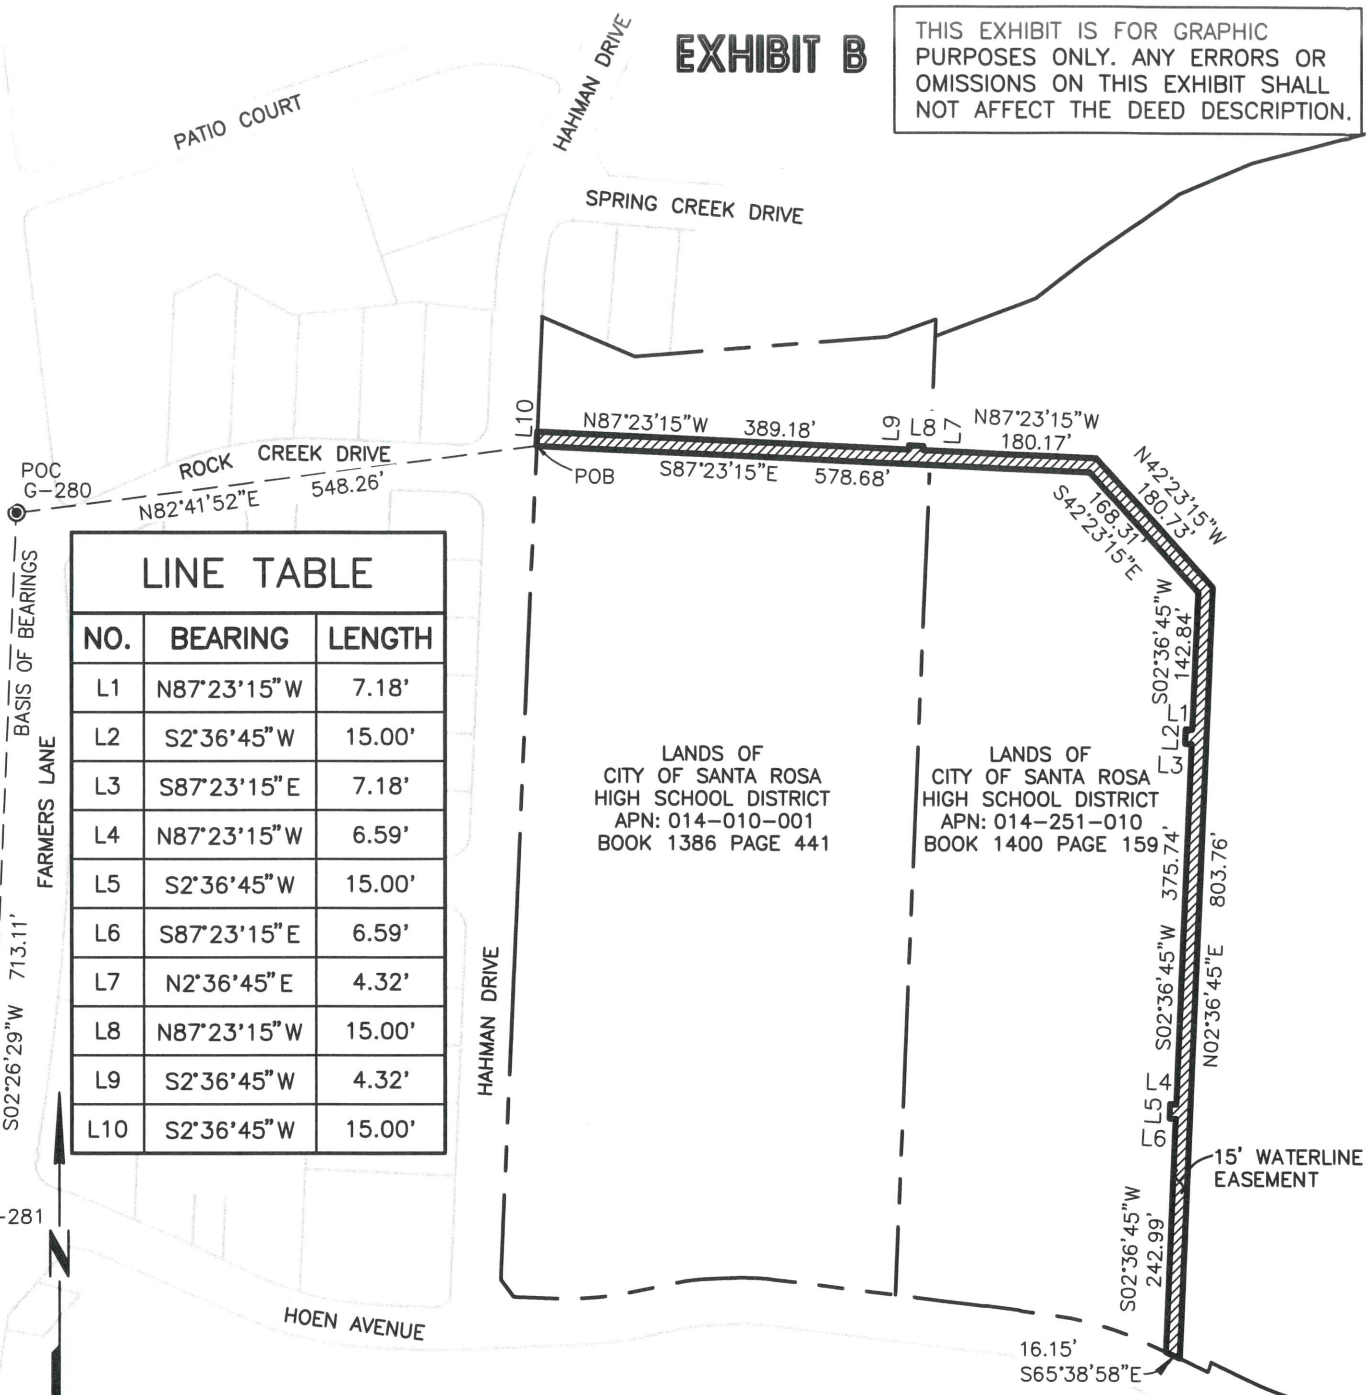 EXHIBIT B
THIS EXHIBIT IS FOR GRAPHIC
PURPOSES ONLY. ANY ERRORS OR
OMISSIONS ON THIS EXHIBIT SHALL
NOT AFFECT THE DEED DESCRIPTION.
PATIO COURT
HAHMAN DRIVE
SPRING CREEK DRIVE
L10
N87°23'15"W 389.18'
L9
L8
L7
N87°23'15"W
180.17'
S87°23'15"E 578.68'
POB
N42°23'15"W
180.73'
168.31'
S42°23'15"E
ROCK CREEK DRIVE
N82°41'52"E 548.26'
POC
G-280
BASIS OF BEARINGS
FARMERS LANE
S02°26'29"W 713.11'
LINE TABLE
NO. BEARING LENGTH
L1 N87°23'15"W 7.18'
L2 S2°36'45"W 15.00'
L3 S87°23'15"E 7.18'
L4 N87°23'15"W 6.59'
L5 S2°36'45"W 15.00'
L6 S87°23'15"E 6.59'
L7 N2°36'45"E 4.32'
L8 N87°23'15"W 15.00'
L9 S2°36'45"W 4.32'
L10 S2°36'45"W 15.00'
S02°36'45"W
142.84'
L1
L2
L3
LANDS OF
CITY OF SANTA ROSA
HIGH SCHOOL DISTRICT
APN: 014-010-001
BOOK 1386 PAGE 441
LANDS OF
CITY OF SANTA ROSA
HIGH SCHOOL DISTRICT
APN: 014-251-010
BOOK 1400 PAGE 159
S02°36'45"W 375.74'
N02°36'45"E 803.76'
HAHMAN DRIVE
L4
L5
L6
15' WATERLINE
EASEMENT
S02°36'45"W
242.99'
-281
N
HOEN AVENUE
16.15'
S65°38'58"E